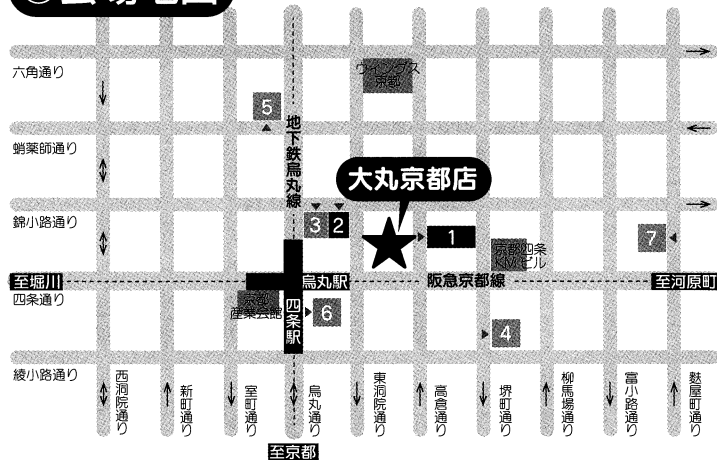 六角通り
ウィングス
京都
5
地下鉄烏丸線
蛸薬師通り
大丸京都店
錦小路通り
3
2
1
京都四条
KMビル
7
至堀川
烏丸駅
阪急京都線
至河原町
四条通り
京都
産業会館
四条駅
6
4
綾小路通り
西洞院通り
新町通り
室町通り
烏丸通り
東洞院通り
高倉通り
堺町通り
柳馬場通り
富小路通り
麩屋町通り
至京都